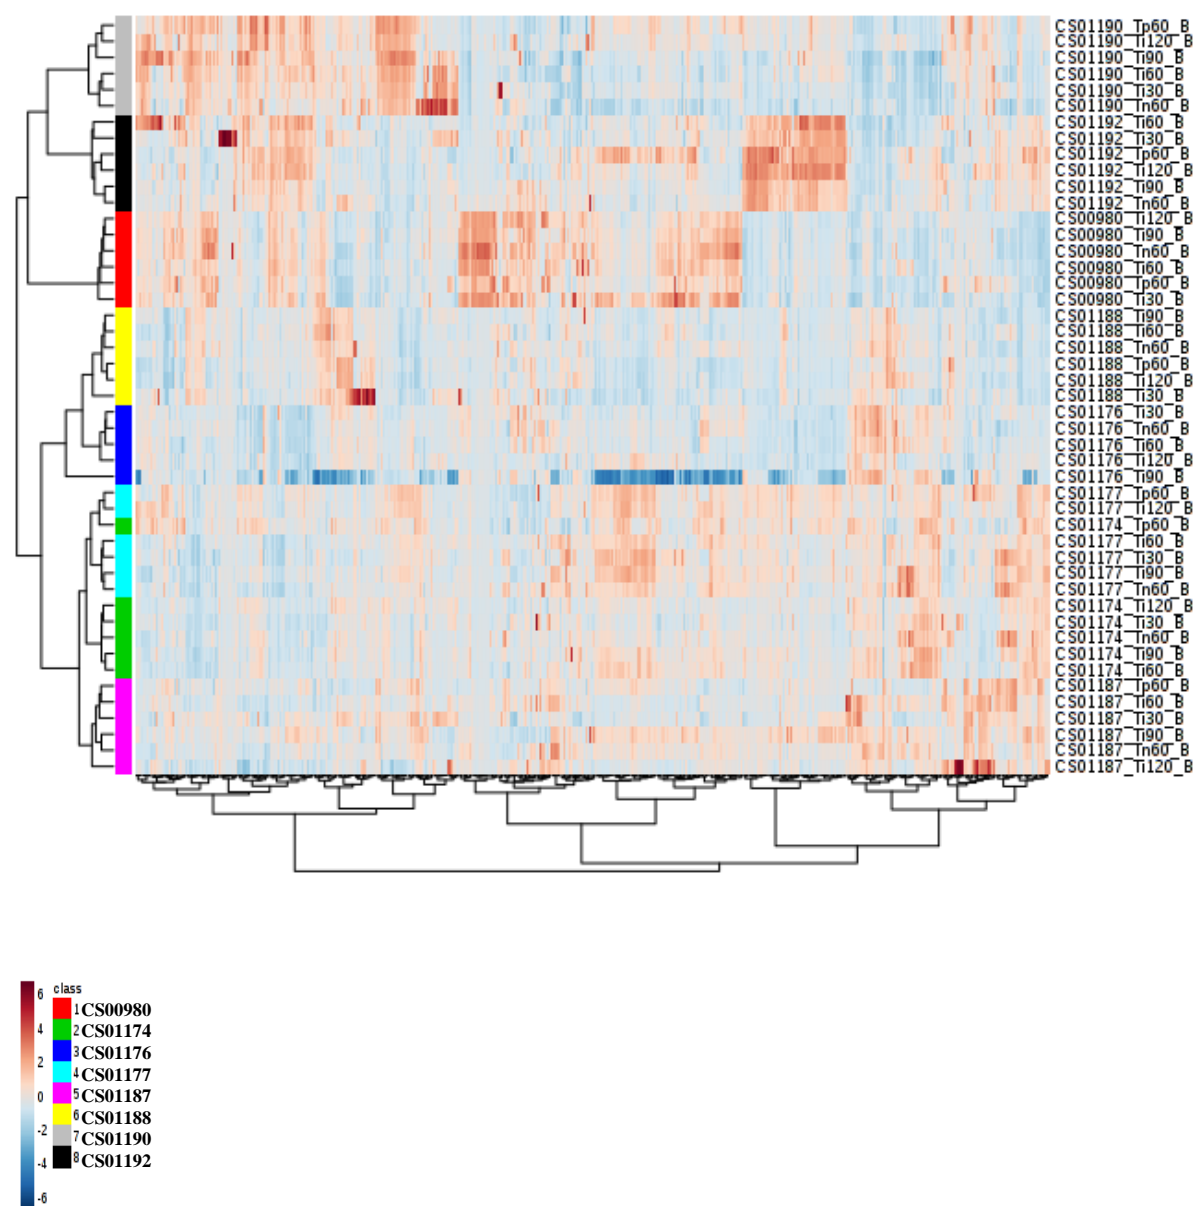 CS01190_Tp60_B
CS01190_Ti120_B
CS01190_Ti90_B
CS01190_Ti60_B
CS01190_Ti30_B
CS01190_Tn60_B
CS01192_Ti60_B
CS01192_Ti30_B
CS01192_Tp60_B
CS01192_Ti120_B
CS01192_Ti90_B
CS01192_Tn60_B
CS00980_Ti120_B
CS00980_Ti90_B
CS00980_Tn60_B
CS00980_Ti60_B
CS00980_Tp60_B
CS00980_Ti30_B
CS01188_Ti90_B
CS01188_Ti60_B
CS01188_Tn60_B
CS01188_Tp60_B
CS01188_Ti120_B
CS01188_Ti30_B
CS01176_Ti30_B
CS01176_Tn60_B
CS01176_Ti60_B
CS01176_Ti120_B
CS01176_Ti90_B
CS01177_Tp60_B
CS01177_Ti120_B
CS01174_Tp60_B
CS01177_Ti60_B
CS01177_Ti30_B
CS01177_Ti90_B
CS01177_Tn60_B
CS01174_Ti120_B
CS01174_Ti30_B
CS01174_Tn60_B
CS01174_Ti90_B
CS01174_Ti60_B
CS01187_Tp60_B
CS01187_Ti60_B
CS01187_Ti30_B
CS01187_Ti90_B
CS01187_Tn60_B
CS01187_Ti120_B
6
4
2
0
-2
-4
-6
class
1 CS00980
2 CS01174
3 CS01176
4 CS01177
5 CS01187
6 CS01188
7 CS01190
8 CS01192